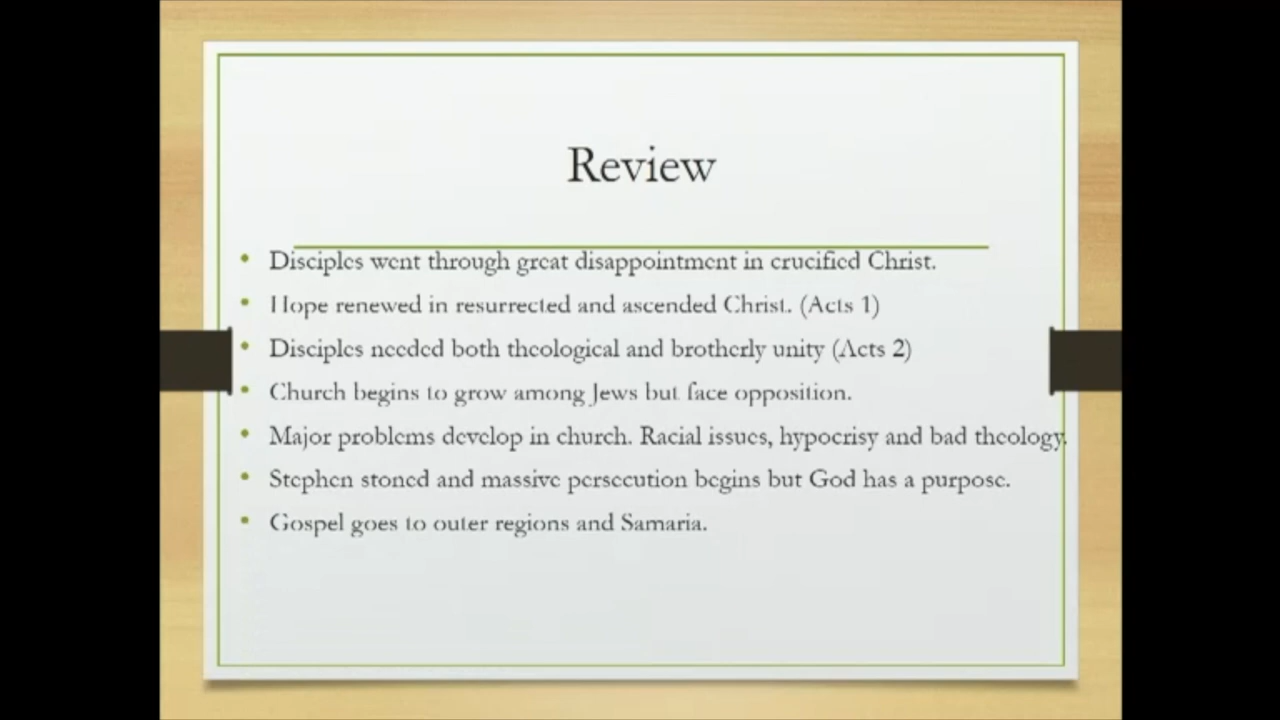 Review
• Disciples went through great disappointment in crucified Christ.
• Hope renewed in resurrected and ascended Christ. (Acts 1)
• Disciples needed both theological and brotherly unity (Acts 2)
• Church begins to grow among Jews but face opposition.
• Major problems develop in church. Racial issues, hypocrisy and bad theology.
• Stephen stoned and massive persecution begins but God has a purpose.
• Gospel goes to outer regions and Samaria.